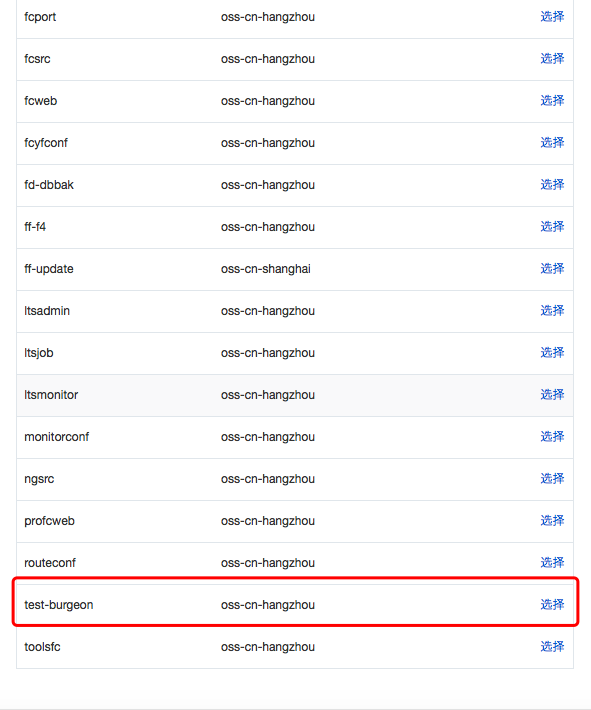 fcport oss-cn-hangzhou 选择
fcsrc oss-cn-hangzhou 选择
fcweb oss-cn-hangzhou 选择
fcyfconf oss-cn-hangzhou 选择
fd-dbbak oss-cn-hangzhou 选择
ff-f4 oss-cn-hangzhou 选择
ff-update oss-cn-shanghai 选择
ltsadmin oss-cn-hangzhou 选择
ltsjob oss-cn-hangzhou 选择
ltsmonitor oss-cn-hangzhou 选择
monitorconf oss-cn-hangzhou 选择
ngsrc oss-cn-hangzhou 选择
profcweb oss-cn-hangzhou 选择
routeconf oss-cn-hangzhou 选择
test-burgeon oss-cn-hangzhou 选择
toolsfc oss-cn-hangzhou 选择